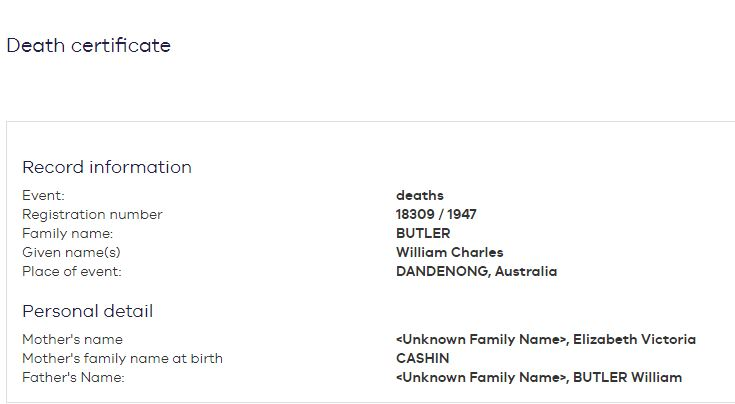 Death certificate
Record information
Event: deaths
Registration number 18309 / 1947
Family name: BUTLER
Given name(s) William Charles
Place of event: DANDENONG, Australia
Personal detail
Mother's name <Unknown Family Name>, Elizabeth Victoria
Mother's family name at birth CASHIN
Father's Name: <Unknown Family Name>, BUTLER William